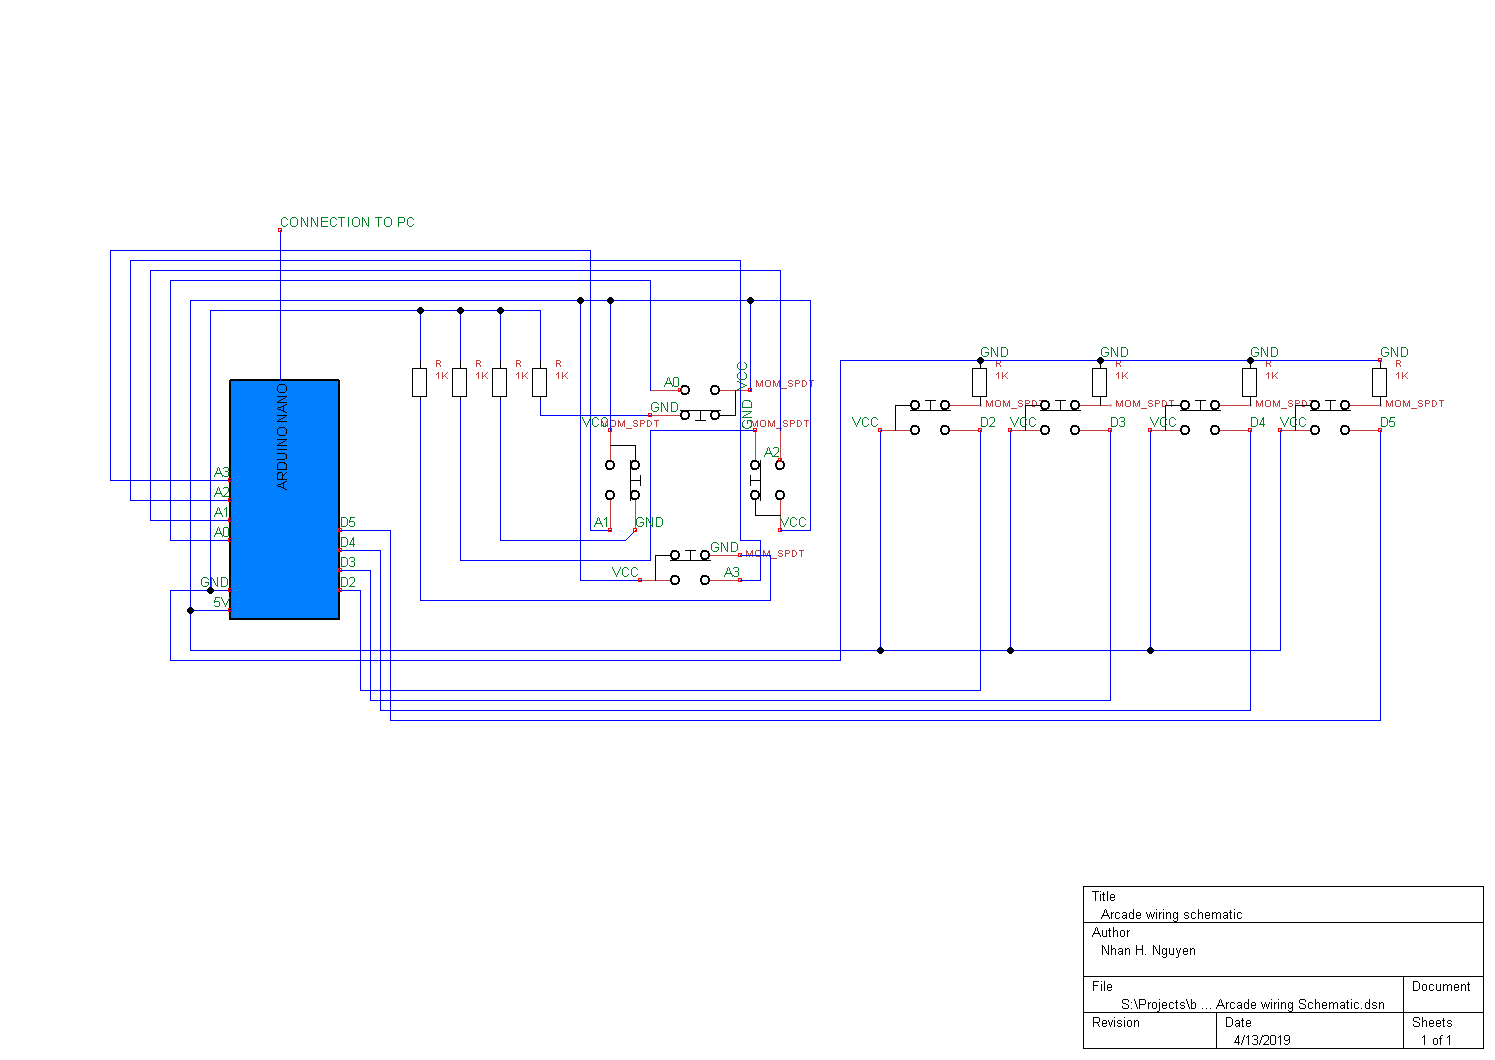 CONNECTION TO PC
ARDUINO NANO
A3
A2
A1
A0
GND
5V
D5
D4
D3
D2
R
1K
R
1K
R
1K
R
1K
A0
VCC
MOM_SPDT
GND
VCC
MOM_SPDT
GND
MOM_SPDT
A2
A1
GND
VCC
GND
MOM_SPDT
VCC
A3
GND
R
1K
MOM_SPDT
VCC
D2
GND
R
1K
MOM_SPDT
VCC
D3
GND
R
1K
MOM_SPDT
VCC
D4
GND
R
1K
MOM_SPDT
VCC
D5
Title
Arcade wiring schematic
Author
Nhan H. Nguyen
File
S:\Projects\b ... Arcade wiring Schematic.dsn
Document
Revision
Date
4/13/2019
Sheets
1 of 1